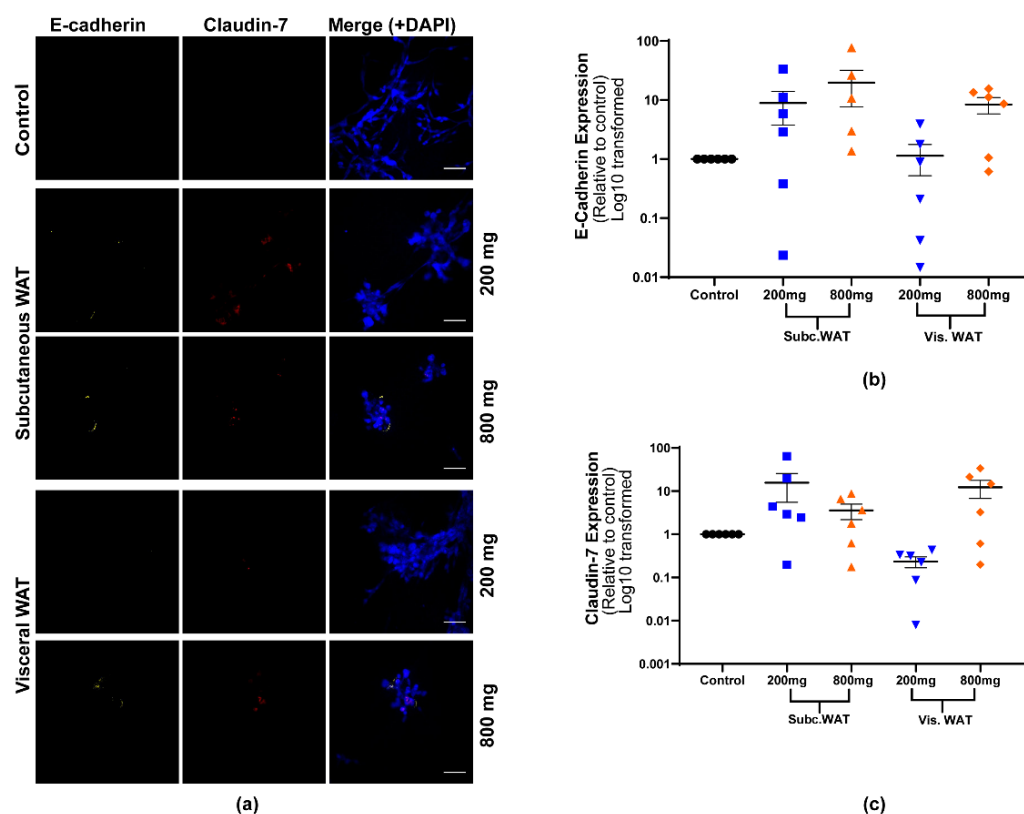 E-cadherin Claudin-7 Merge (+DAPI)
Control
Subcutaneous WAT
200 mg
800 mg
Visceral WAT
200 mg
800 mg
(a)
E-Cadherin Expression
(Relative to control)
Log10 transformed
100
10
1
0.1
0.01
Control 200mg 800mg 200mg 800mg
Subc.WAT Vis. WAT
(b)
Claudin-7 Expression
(Relative to control)
Log10 transformed
100
10
1
0.1
0.01
0.001
Control 200mg 800mg 200mg 800mg
Subc.WAT Vis. WAT
(c)